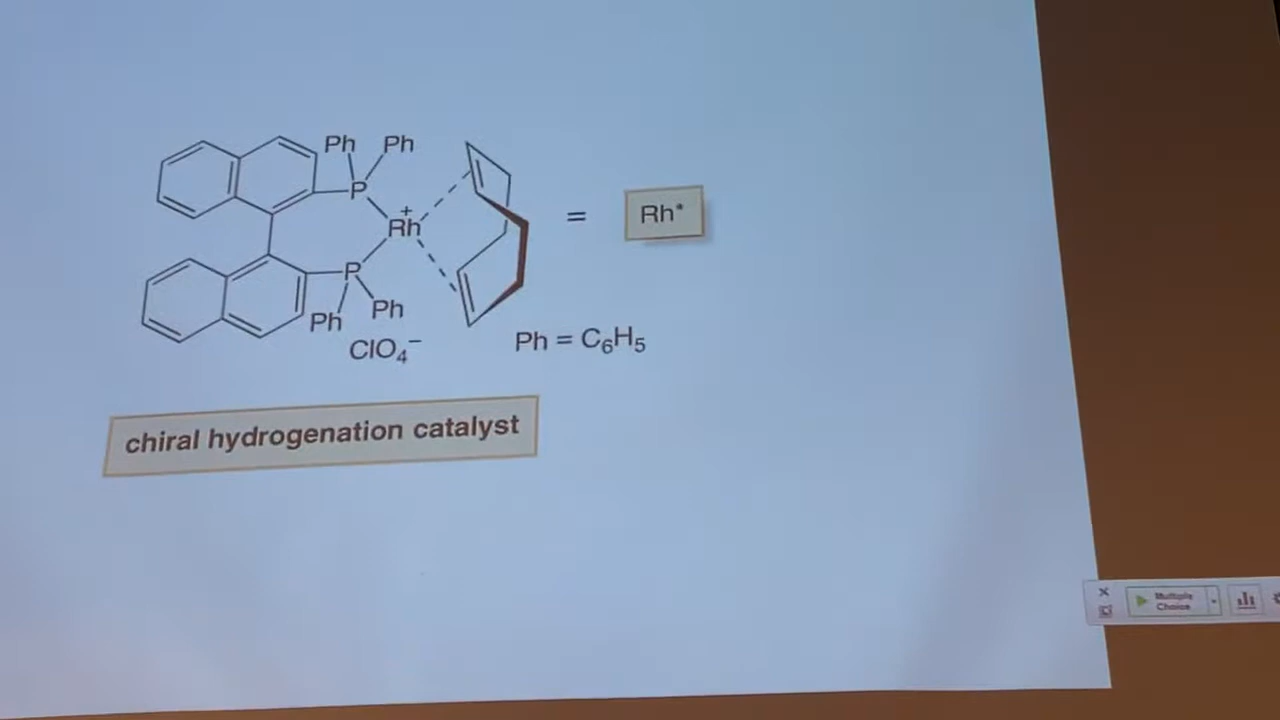 Ph Ph
P
+
Rh
= Rh*
P
Ph Ph
ClO₄⁻
Ph = C₆H₅
chiral hydrogenation catalyst
Multiple
Choice